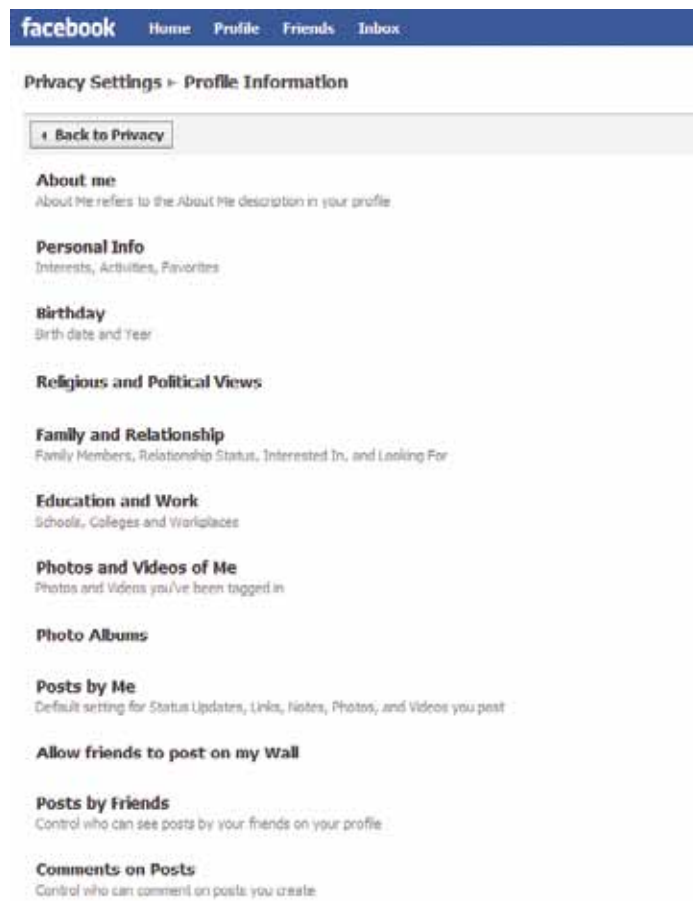 facebook Home Profile Friends Inbox
Privacy Settings ▸ Profile Information
◂ Back to Privacy
About me
About Me refers to the About Me description in your profile
Personal Info
Interests, Activities, Favorites
Birthday
Birth date and Year
Religious and Political Views
Family and Relationship
Family Members, Relationship Status, Interested In, and Looking For
Education and Work
Schools, Colleges and Workplaces
Photos and Videos of Me
Photos and Videos you've been tagged in
Photo Albums
Posts by Me
Default setting for Status Updates, Links, Notes, Photos, and Videos you post
Allow friends to post on my Wall
Posts by Friends
Control who can see posts by your friends on your profile
Comments on Posts
Control who can comment on posts you create